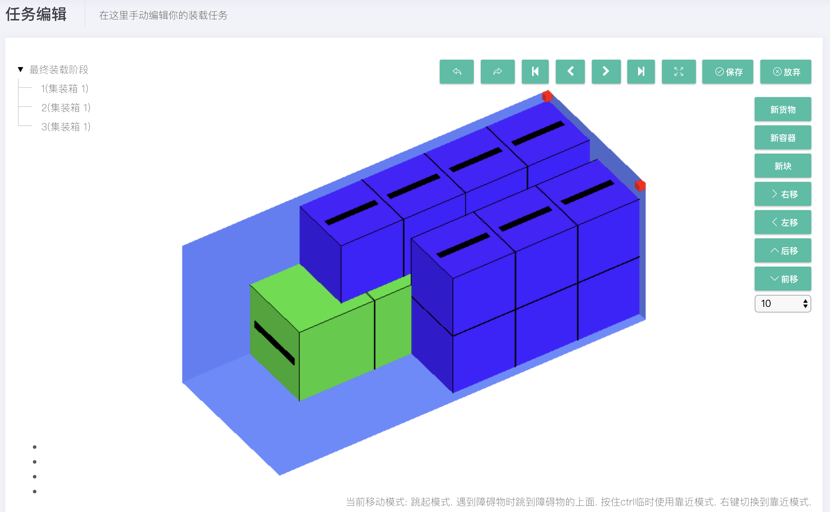 任务编辑 在这里手动编辑你的装载任务
最终装载阶段
1(集装箱 1)
2(集装箱 1)
3(集装箱 1)
保存 放弃
新货物
新容器
新块
右移
左移
后移
前移
10
当前移动模式: 跳起模式. 遇到障碍物时跳到障碍物的上面. 按住ctrl临时使用靠近模式. 右键切换到靠近模式.